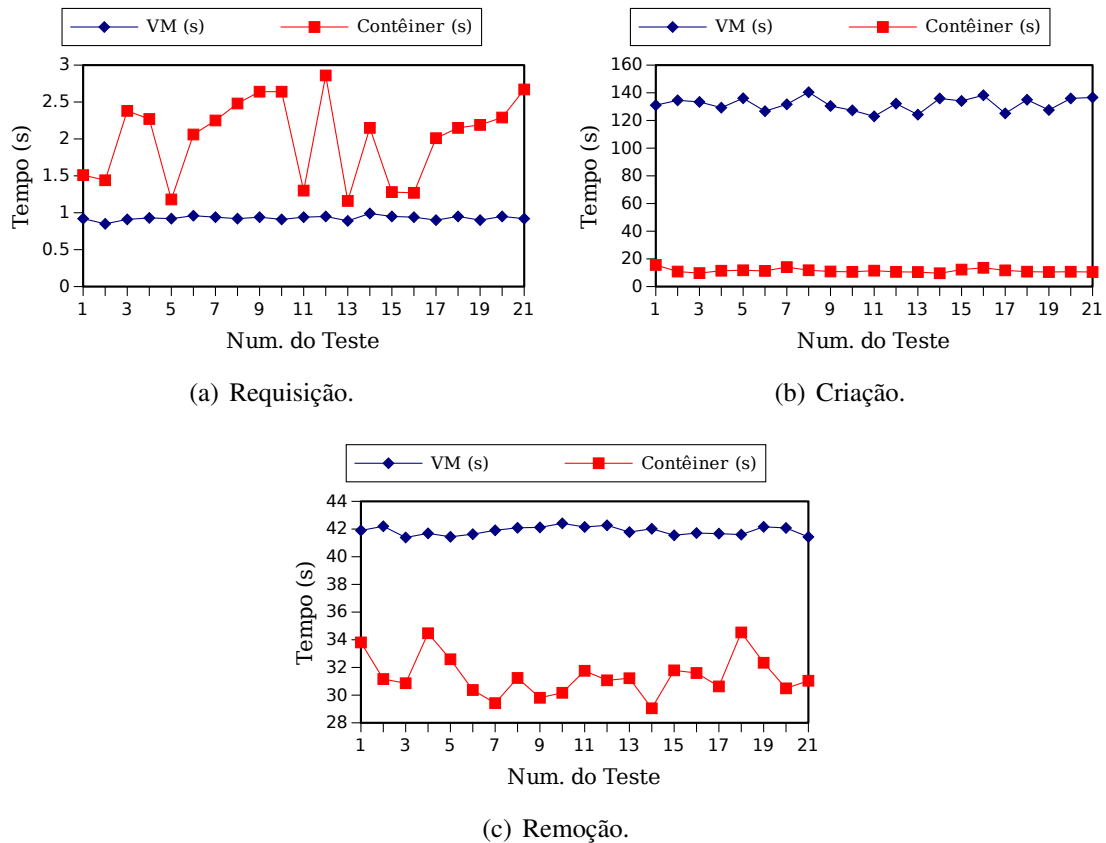 VM (s) Contêiner (s)
3
2.5
2
1.5
1
0.5
0
Tempo (s)
1 3 5 7 9 11 13 15 17 19 21
Num. do Teste
(a) Requisição.
VM (s) Contêiner (s)
160
140
120
100
80
60
40
20
0
Tempo (s)
1 3 5 7 9 11 13 15 17 19 21
Num. do Teste
(b) Criação.
VM (s) Contêiner (s)
44
42
40
38
36
34
32
30
28
Tempo (s)
1 3 5 7 9 11 13 15 17 19 21
Num. do Teste
(c) Remoção.